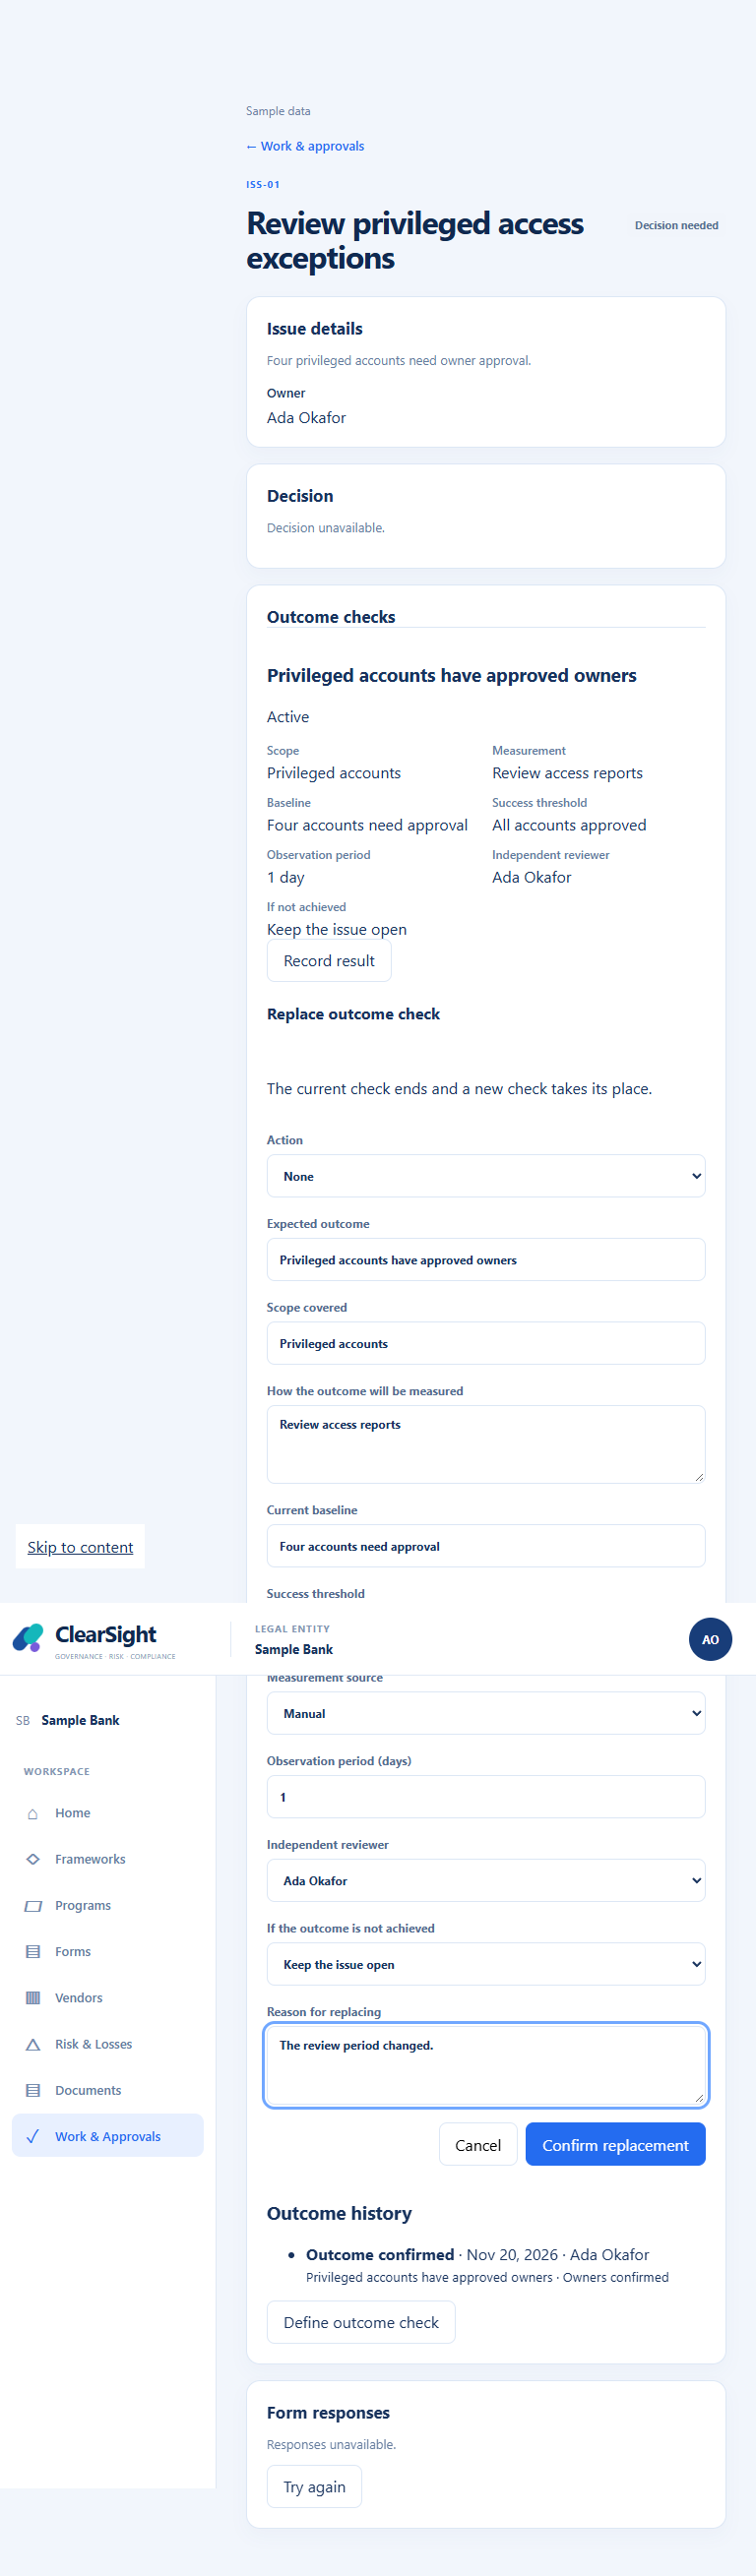 Sample data
← Work & approvals
ISS-01
Review privileged access
exceptions
Decision needed
Issue details
Four privileged accounts need owner approval.
Owner
Ada Okafor
Decision
Decision unavailable.
Outcome checks
Privileged accounts have approved owners
Active
Scope
Privileged accounts
Measurement
Review access reports
Baseline
Four accounts need approval
Success threshold
All accounts approved
Observation period
1 day
Independent reviewer
Ada Okafor
If not achieved
Keep the issue open
Record result
Replace outcome check
The current check ends and a new check takes its place.
Action
None
Expected outcome
Privileged accounts have approved owners
Scope covered
Privileged accounts
How the outcome will be measured
Review access reports
Current baseline
Four accounts need approval
Success threshold
Skip to content
ClearSight
GOVERNANCE · RISK · COMPLIANCE
LEGAL ENTITY
Sample Bank
AO
SB Sample Bank
WORKSPACE
Home
Frameworks
Programs
Forms
Vendors
Risk & Losses
Documents
Work & Approvals
Measurement source
Manual
Observation period (days)
1
Independent reviewer
Ada Okafor
If the outcome is not achieved
Keep the issue open
Reason for replacing
The review period changed.
Cancel
Confirm replacement
Outcome history
Outcome confirmed · Nov 20, 2026 · Ada Okafor
Privileged accounts have approved owners · Owners confirmed
Define outcome check
Form responses
Responses unavailable.
Try again